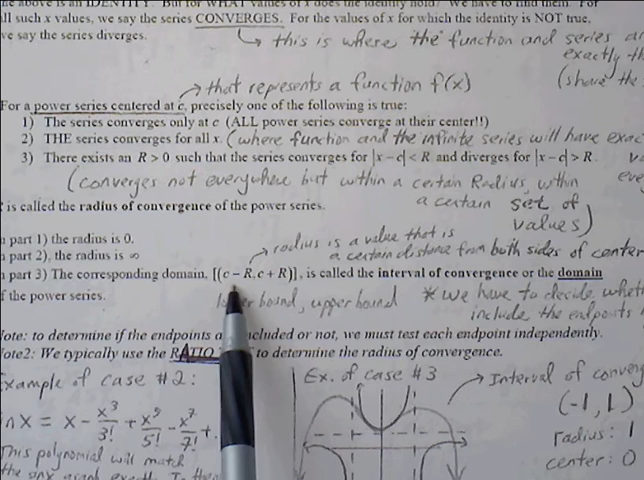 the above is an IDENTITY. But for WHAT values of x does the identity hold? We have to find them. For
all such x values, we say the series CONVERGES. For the values of x for which the identity is NOT true,
we say the series diverges.
this is where the function and series
exactly
(share the
that represents a function f(x)
For a power series centered at c, precisely one of the following is true:
1) The series converges only at c (ALL power series converge at their center!!)
2) THE series converges for all x. (where function and the infinite series will have
3) There exists an R > 0 such that the series converges for |x – c| < R and diverges for |x – c| > R.
(converges not everywhere but within a certain Radius, within
a certain set of
values)
is called the radius of convergence of the power series.
part 1) the radius is 0.
part 2), the radius is ∞
radius is a value that is
a certain distance from both sides of center
part 3) The corresponding domain, [(c – R, c + R)], is called the interval of convergence or the domain
the power series.
lower bound, upper bound
* we have to decide
include the endpoints
Note: to determine if the endpoints included or not, we must test each endpoint independently.
Note2: We typically use the RATIO to determine the radius of convergence.
Example of case #2:
Ex. of case #3
Interval of
(-1, 1)
radius: 1
center: 0
x = x - x³/3! + x⁵/5! - x⁷/7! +
This polynomial will match